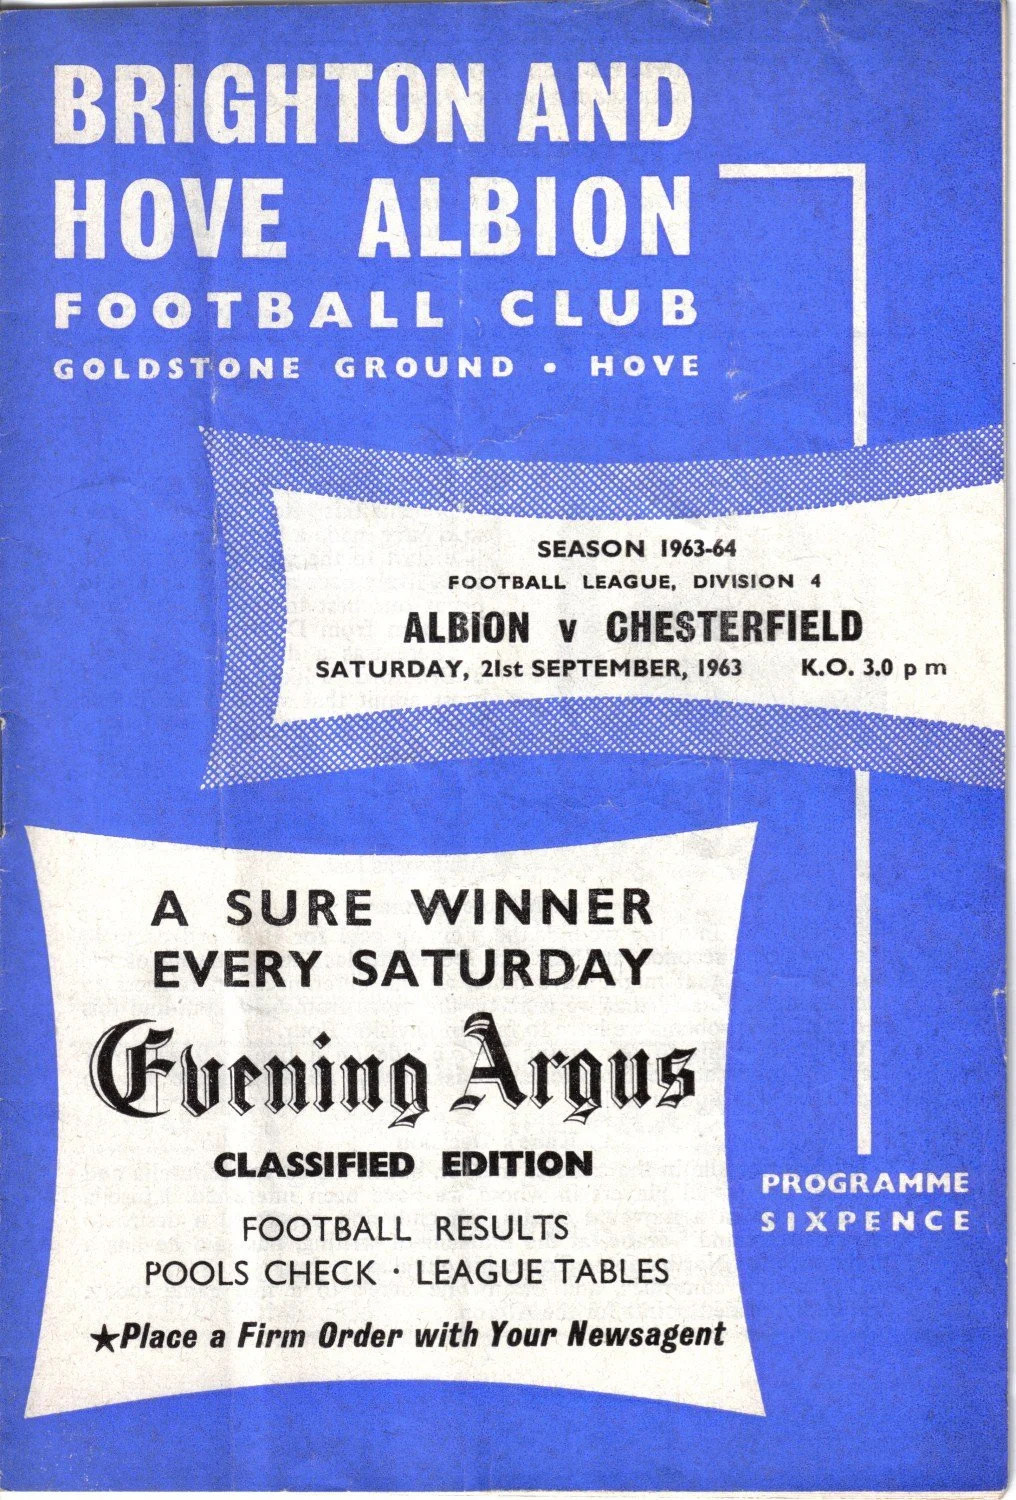 BRIGHTON AND
HOVE ALBION
FOOTBALL CLUB
GOLDSTONE GROUND • HOVE
SEASON 1963-64
FOOTBALL LEAGUE, DIVISION 4
ALBION v CHESTERFIELD
SATURDAY, 21st SEPTEMBER, 1963 K.O. 3.0 p m
A SURE WINNER
EVERY SATURDAY
Evening Argus
CLASSIFIED EDITION
FOOTBALL RESULTS
POOLS CHECK · LEAGUE TABLES
★Place a Firm Order with Your Newsagent
PROGRAMME
SIXPENCE